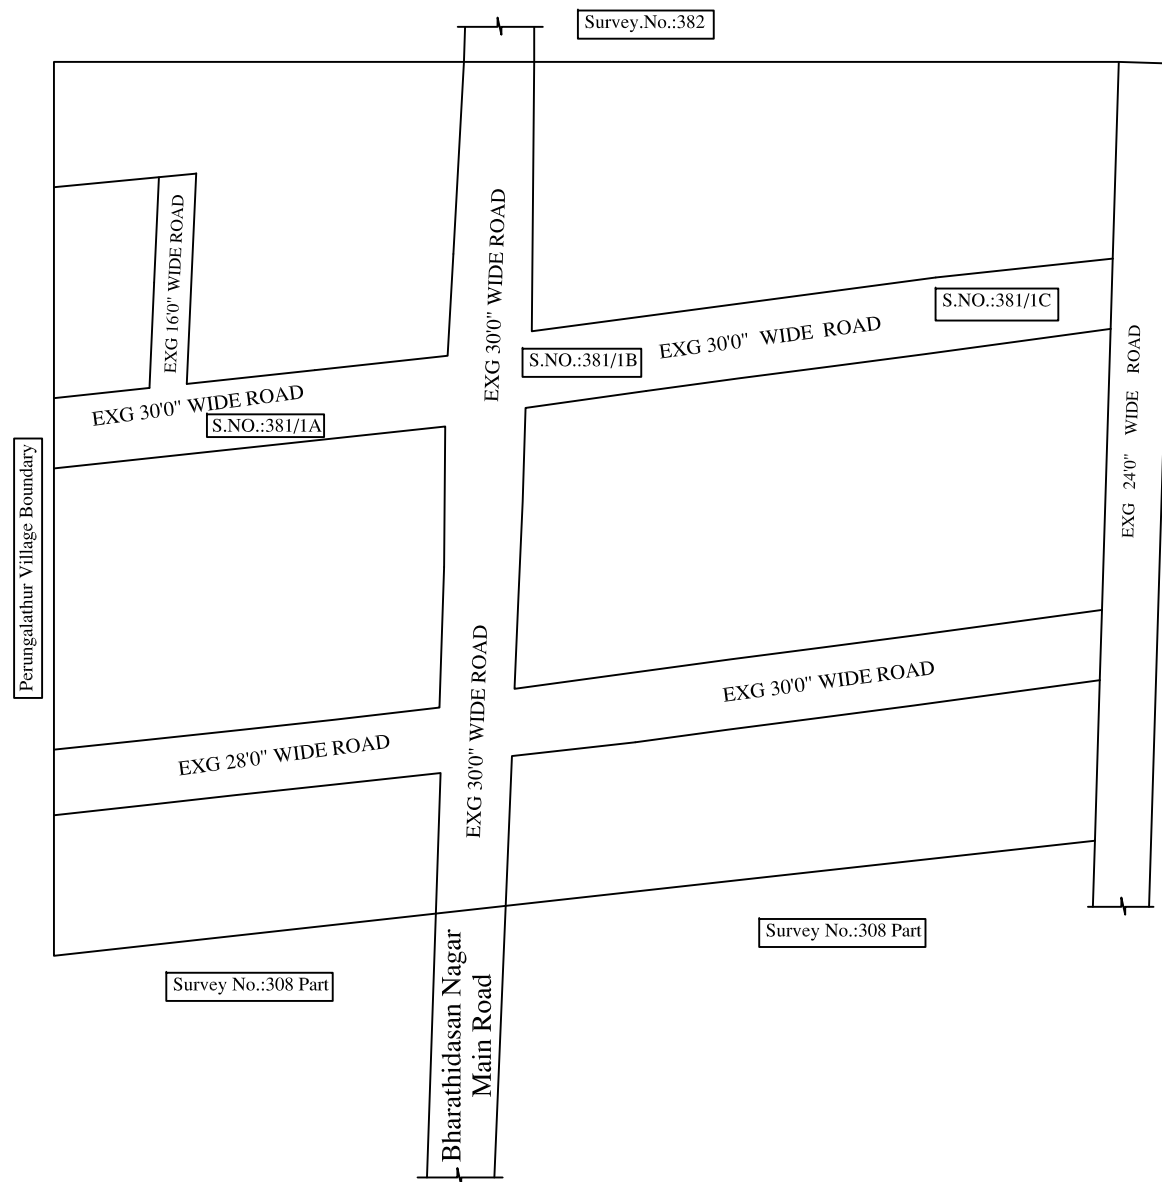 Survey.No.:382
EXG 16'0" WIDE ROAD
EXG 30'0" WIDE ROAD
S.NO.:381/1C
EXG 30'0"  WIDE  ROAD
S.NO.:381/1B
EXG 30'0" WIDE ROAD
S.NO.:381/1A
EXG  24'0"  WIDE  ROAD
Perungalathur Village Boundary
EXG 30'0" WIDE ROAD
EXG 30'0" WIDE ROAD
EXG 28'0" WIDE ROAD
Survey No.:308 Part
Survey No.:308 Part
Bharathidasan Nagar
Main Road